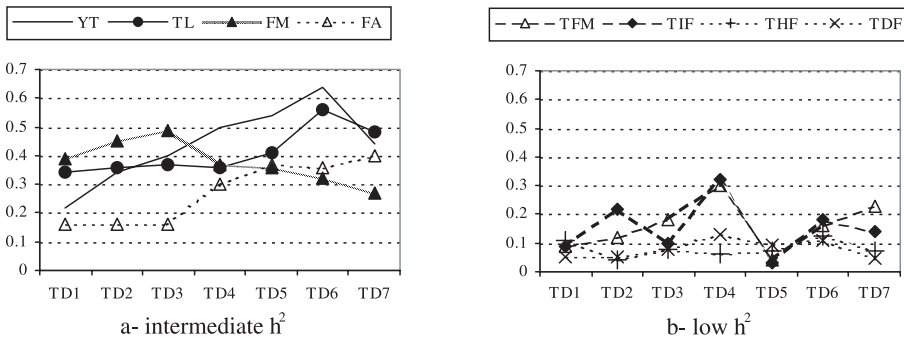 YT TL FM FA
0.7
0.6
0.5
0.4
0.3
0.2
0.1
0
TD1 TD2 TD3 TD4 TD5 TD6 TD7
a- intermediate h²
TFM TIF THF TDF
0.7
0.6
0.5
0.4
0.3
0.2
0.1
0
TD1 TD2 TD3 TD4 TD5 TD6 TD7
b- low h²